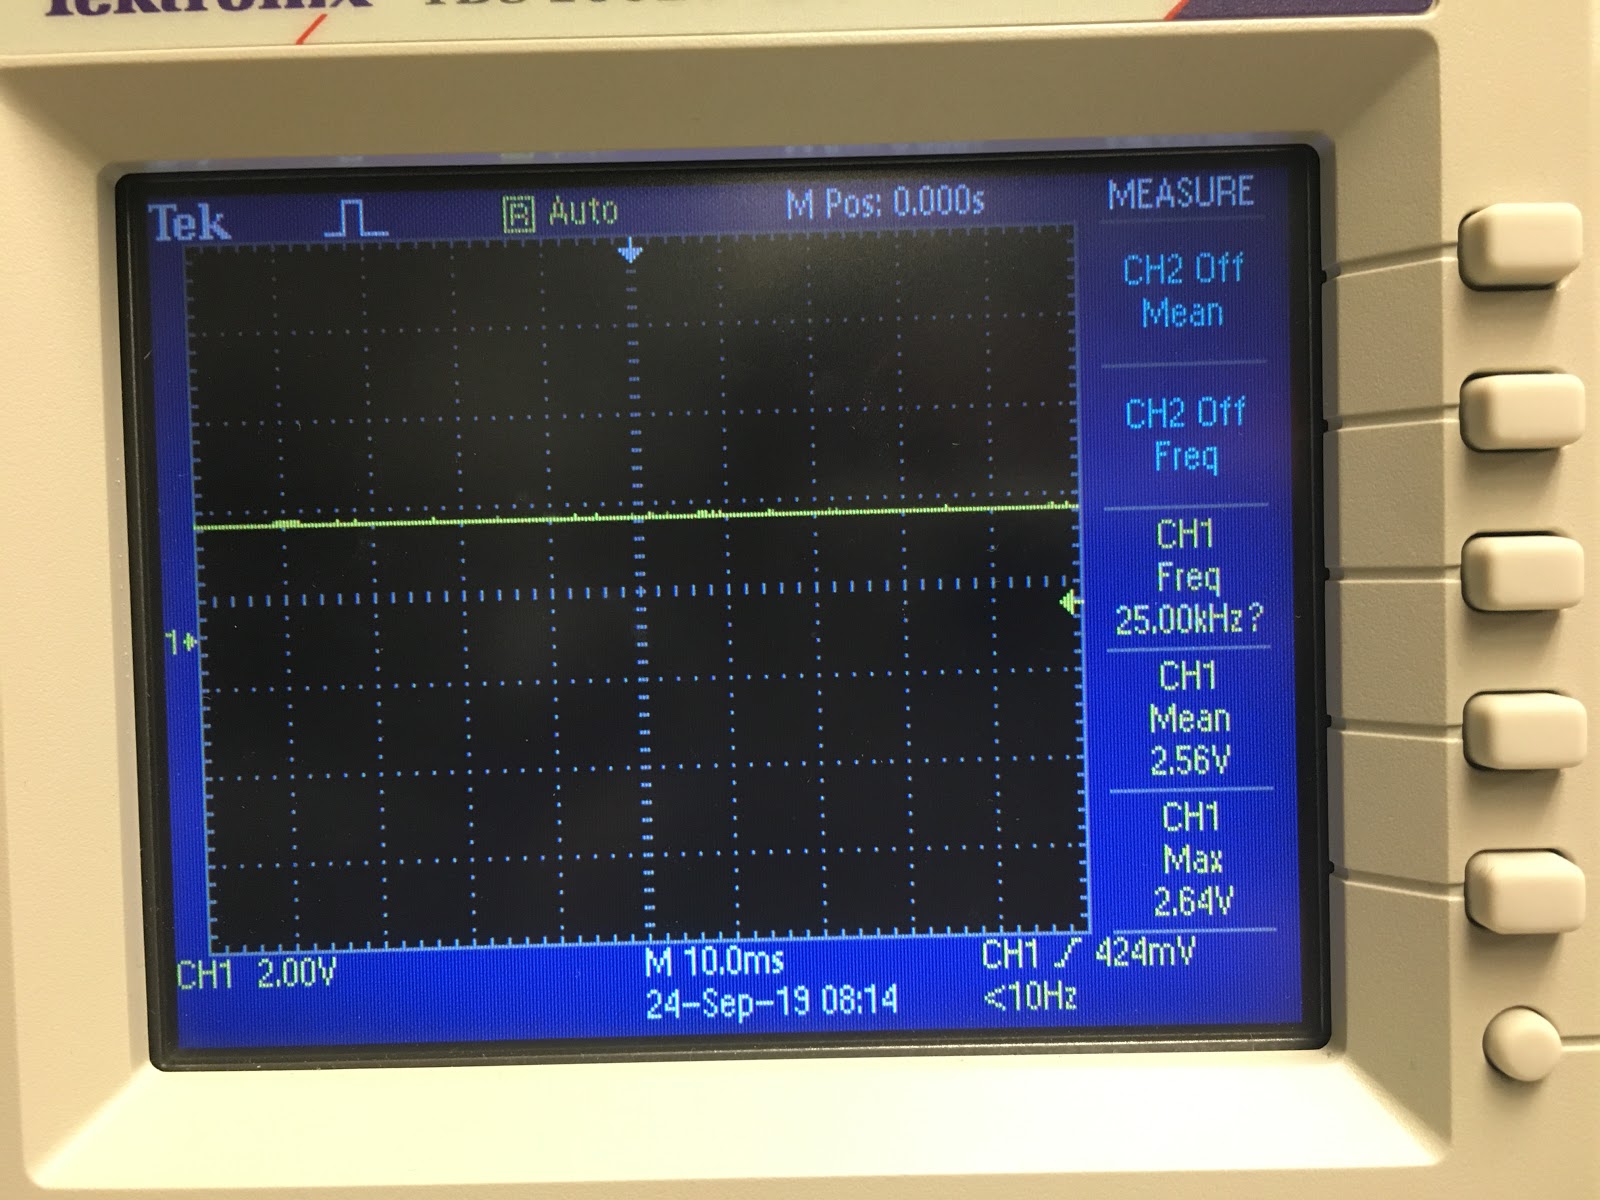 Tektronix
Tek
R Auto
M Pos: 0.000s
MEASURE
CH2 Off
Mean
CH2 Off
Freq
CH1
Freq
25.00kHz?
CH1
Mean
2.56V
CH1
Max
2.64V
1
CH1 2.00V
M 10.0ms
CH1 424mV
24-Sep-19 08:14
<10Hz